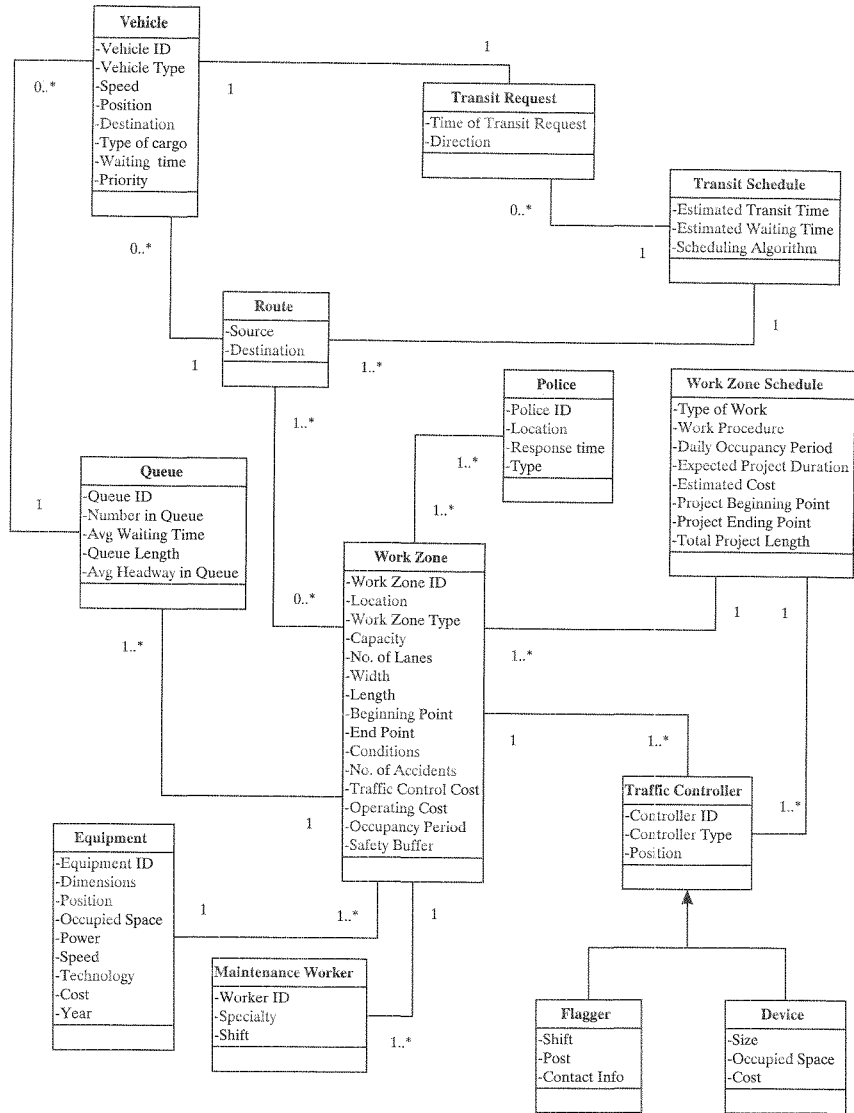 Vehicle
-Vehicle ID
-Vehicle Type
-Speed
-Position
-Destination
-Type of cargo
-Waiting time
-Priority
0..*
1
1
Transit Request
-Time of Transit Request
-Direction
Transit Schedule
-Estimated Transit Time
-Estimated Waiting Time
-Scheduling Algorithm
0..*
0..*
1
Route
-Source
-Destination
1
1
1..*
Police
-Police ID
-Location
-Response time
-Type
Work Zone Schedule
-Type of Work
-Work Procedure
-Daily Occupancy Period
-Expected Project Duration
-Estimated Cost
-Project Beginning Point
-Project Ending Point
-Total Project Length
1..*
1..*
1..*
Queue
-Queue ID
-Number in Queue
-Avg Waiting Time
-Queue Length
-Avg Headway in Queue
1
Work Zone
-Work Zone ID
-Location
-Work Zone Type
-Capacity
-No. of Lanes
-Width
-Length
-Beginning Point
-End Point
-Conditions
-No. of Accidents
-Traffic Control Cost
-Operating Cost
-Occupancy Period
-Safety Buffer
0..*
1
1
1..*
1..*
1
1..*
Traffic Controller
-Controller ID
-Controller Type
-Position
1..*
1
Equipment
-Equipment ID
-Dimensions
-Position
-Occupied Space
-Power
-Speed
-Technology
-Cost
-Year
1
1..*
1
Maintenance Worker
-Worker ID
-Specialty
-Shift
1..*
Flagger
-Shift
-Post
-Contact Info
Device
-Size
-Occupied Space
-Cost